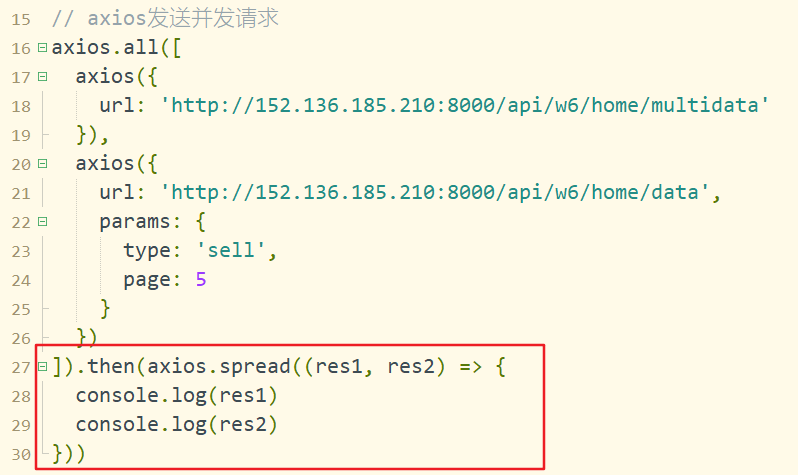 15 // axios发送并发请求
16 axios.all([
17   axios({
18     url: 'http://152.136.185.210:8000/api/w6/home/multidata'
19   }),
20   axios({
21     url: 'http://152.136.185.210:8000/api/w6/home/data',
22     params: {
23       type: 'sell',
24       page: 5
25     }
26   })
27 ]).then(axios.spread((res1, res2) => {
28   console.log(res1)
29   console.log(res2)
30 }))